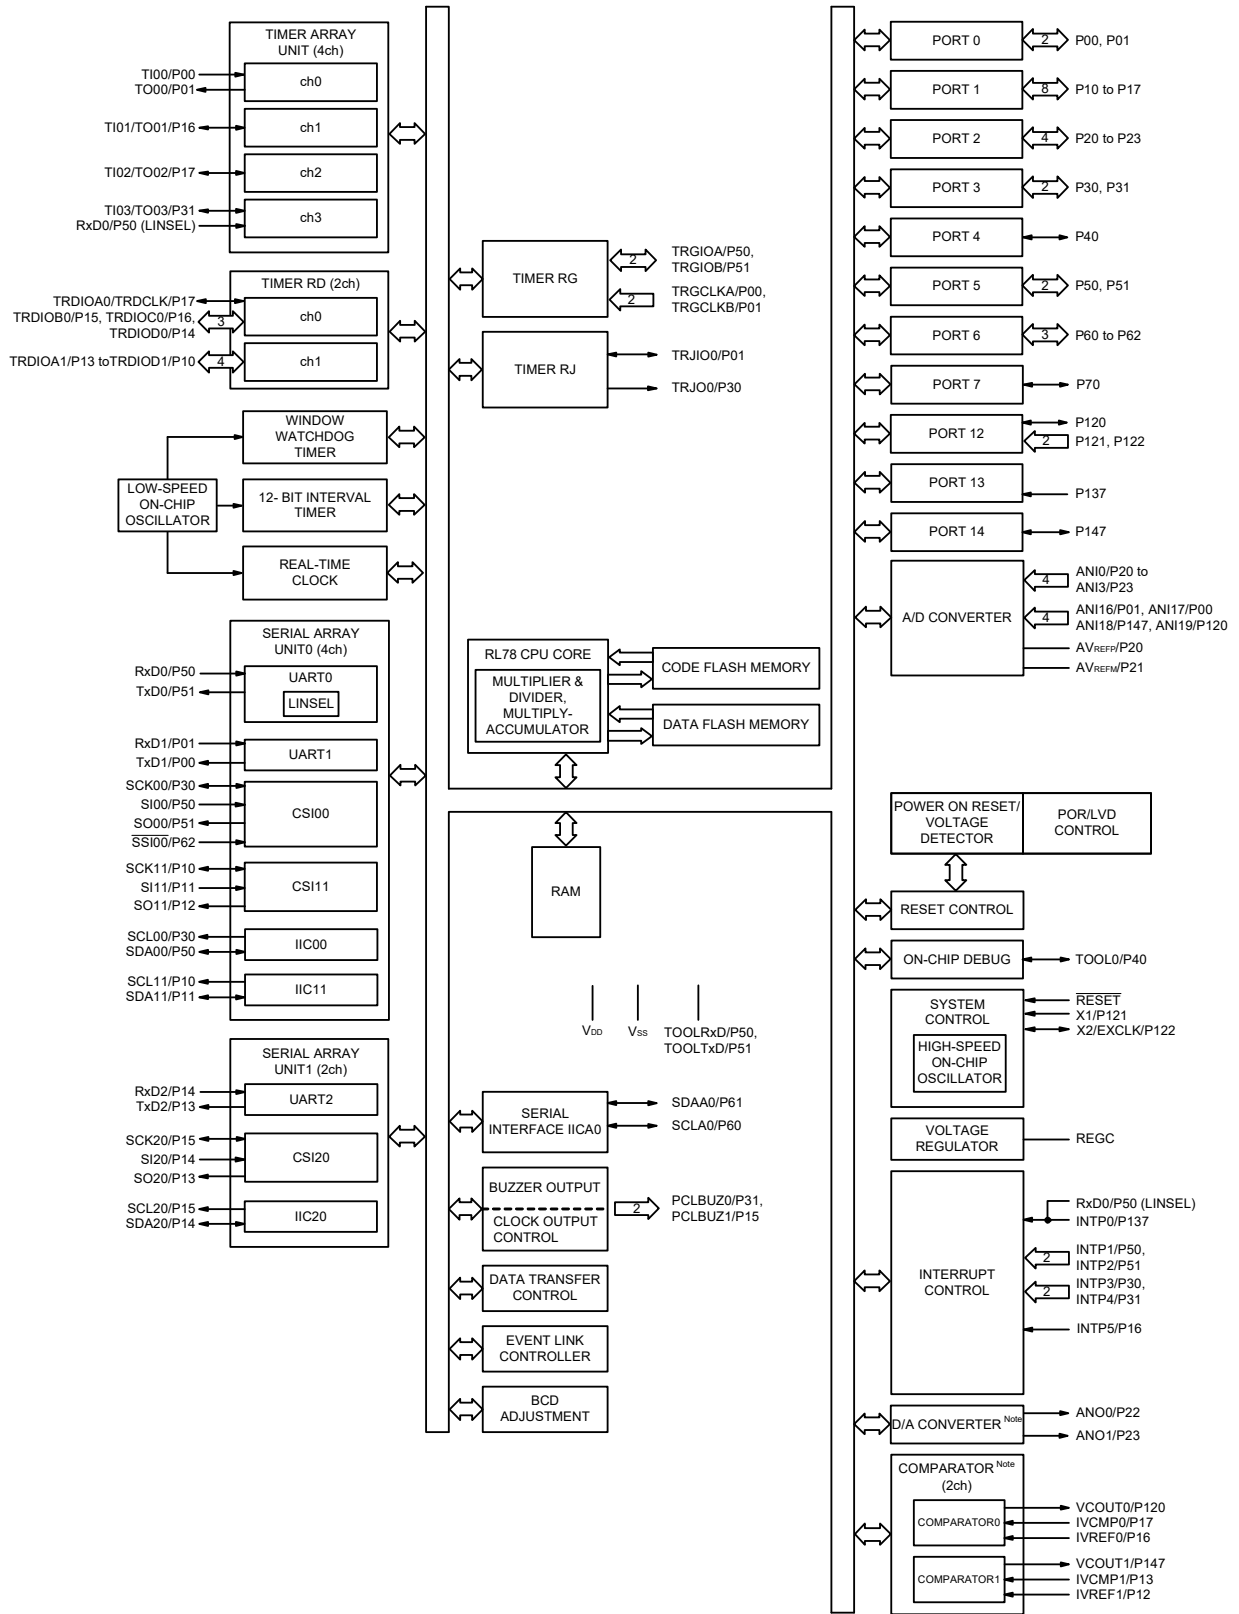 TIMER ARRAY
UNIT (4ch)
TI00/P00
TO00/P01
ch0
TI01/TO01/P16
ch1
TI02/TO02/P17
ch2
TI03/TO03/P31
RxD0/P50 (LINSEL)
ch3
TIMER RD (2ch)
TRDIOA0/TRDCLK/P17
TRDIOB0/P15, TRDIOC0/P16,
TRDIOD0/P14
3
ch0
TRDIOA1/P13 toTRDIOD1/P10
4
ch1
WINDOW
WATCHDOG
TIMER
LOW-SPEED
ON-CHIP
OSCILLATOR
12- BIT INTERVAL
TIMER
REAL-TIME
CLOCK
SERIAL ARRAY
UNIT0 (4ch)
RxD0/P50
TxD0/P51
UART0
LINSEL
RxD1/P01
TxD1/P00
UART1
SCK00/P30
SI00/P50
SO00/P51
SSI00/P62
CSI00
SCK11/P10
SI11/P11
SO11/P12
CSI11
SCL00/P30
SDA00/P50
IIC00
SCL11/P10
SDA11/P11
IIC11
SERIAL ARRAY
UNIT1 (2ch)
RxD2/P14
TxD2/P13
UART2
SCK20/P15
SI20/P14
SO20/P13
CSI20
SCL20/P15
SDA20/P14
IIC20
TIMER RG
2
TRGIOA/P50,
TRGIOB/P51
2
TRGCLKA/P00,
TRGCLKB/P01
TIMER RJ
TRJIO0/P01
TRJO0/P30
RL78 CPU CORE
MULTIPLIER &
DIVIDER,
MULTIPLY-
ACCUMULATOR
CODE FLASH MEMORY
DATA FLASH MEMORY
RAM
VDD
VSS
TOOLRxD/P50,
TOOLTxD/P51
SERIAL
INTERFACE IICA0
SDAA0/P61
SCLA0/P60
BUZZER OUTPUT
CLOCK OUTPUT
CONTROL
2
PCLBUZ0/P31,
PCLBUZ1/P15
DATA TRANSFER
CONTROL
EVENT LINK
CONTROLLER
BCD
ADJUSTMENT
PORT 0
2
P00, P01
PORT 1
8
P10 to P17
PORT 2
4
P20 to P23
PORT 3
2
P30, P31
PORT 4
P40
PORT 5
2
P50, P51
PORT 6
3
P60 to P62
PORT 7
P70
PORT 12
P120
2
P121, P122
PORT 13
P137
PORT 14
P147
A/D CONVERTER
4
ANI0/P20 to
ANI3/P23
4
ANI16/P01, ANI17/P00
ANI18/P147, ANI19/P120
AVREFP/P20
AVREFM/P21
POWER ON RESET/
VOLTAGE
DETECTOR
POR/LVD
CONTROL
RESET CONTROL
ON-CHIP DEBUG
TOOL0/P40
SYSTEM
CONTROL
HIGH-SPEED
ON-CHIP
OSCILLATOR
RESET
X1/P121
X2/EXCLK/P122
VOLTAGE
REGULATOR
REGC
INTERRUPT
CONTROL
RxD0/P50 (LINSEL)
INTP0/P137
2
INTP1/P50,
INTP2/P51
2
INTP3/P30,
INTP4/P31
INTP5/P16
D/A CONVERTER Note
ANO0/P22
ANO1/P23
COMPARATOR Note
(2ch)
COMPARATOR0
VCOUT0/P120
IVCMP0/P17
IVREF0/P16
COMPARATOR1
VCOUT1/P147
IVCMP1/P13
IVREF1/P12